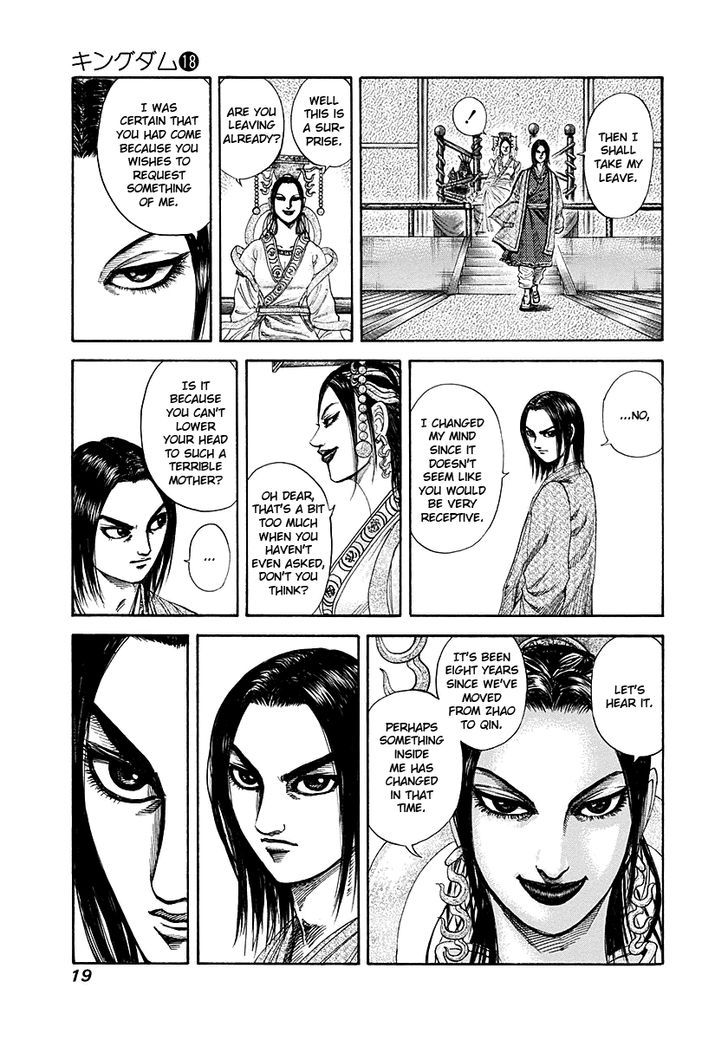 キングダム⓲
THEN I
SHALL
TAKE MY
LEAVE.
!
WELL
THIS IS
A SUR-
PRISE.
ARE YOU
LEAVING
ALREADY?
I WAS
CERTAIN THAT
YOU HAD COME
BECAUSE YOU
WISHES TO
REQUEST
SOMETHING
OF ME.
...NO,
I CHANGED
MY MIND
SINCE IT
DOESN'T
SEEM LIKE
YOU WOULD
BE VERY
RECEPTIVE.
OH DEAR,
THAT'S A BIT
TOO MUCH
WHEN YOU
HAVEN'T
EVEN ASKED,
DON'T YOU
THINK?
IS IT
BECAUSE
YOU CAN'T
LOWER
YOUR HEAD
TO SUCH A
TERRIBLE
MOTHER?
...
LET'S
HEAR IT.
IT'S BEEN
EIGHT YEARS
SINCE WE'VE
MOVED
FROM ZHAO
TO QIN.
PERHAPS
SOMETHING
INSIDE
ME HAS
CHANGED
IN THAT
TIME.
19